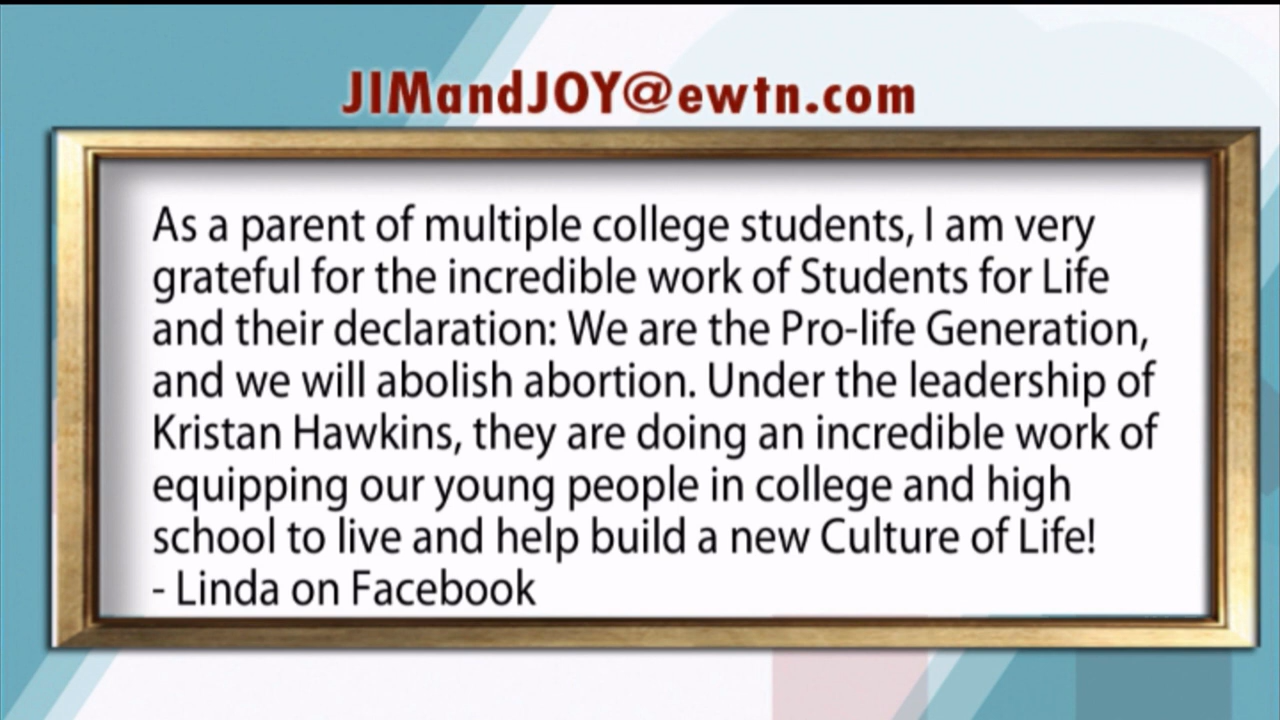 JIMandJOY@ewtn.com
As a parent of multiple college students, I am very
grateful for the incredible work of Students for Life
and their declaration: We are the Pro-life Generation,
and we will abolish abortion. Under the leadership of
Kristan Hawkins, they are doing an incredible work of
equipping our young people in college and high
school to live and help build a new Culture of Life!
- Linda on Facebook